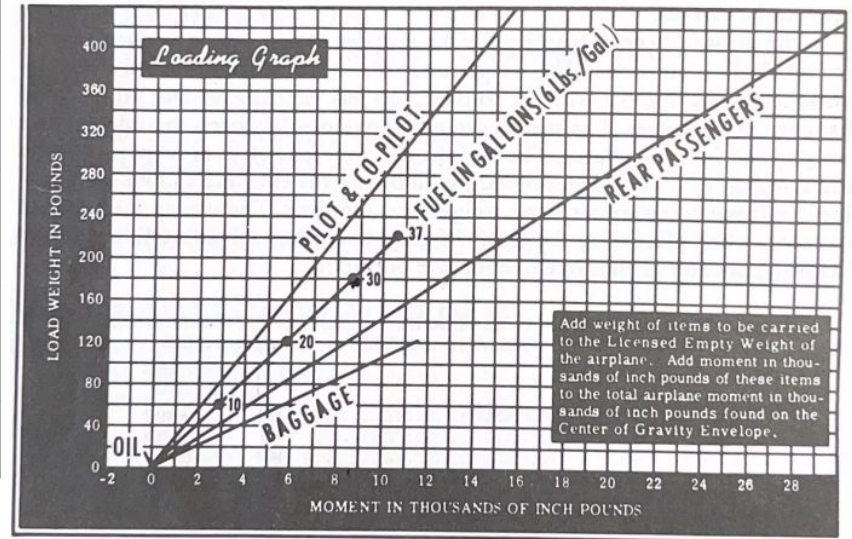 Loading Graph
LOAD WEIGHT IN POUNDS
400
360
320
280
240
200
160
120
80
40
0
PILOT & CO-PILOT
FUEL IN GALLONS (6 Lbs./Gal.)
REAR PASSENGERS
BAGGAGE
OIL
37
30
20
10
Add weight of items to be carried
to the Licensed Empty Weight of
the airplane. Add moment in thou-
sands of inch pounds of these items
to the total airplane moment in thou-
sands of inch pounds found on the
Center of Gravity Envelope.
-2 0 2 4 6 8 10 12 14 16 18 20 22 24 26 28
MOMENT IN THOUSANDS OF INCH POUNDS